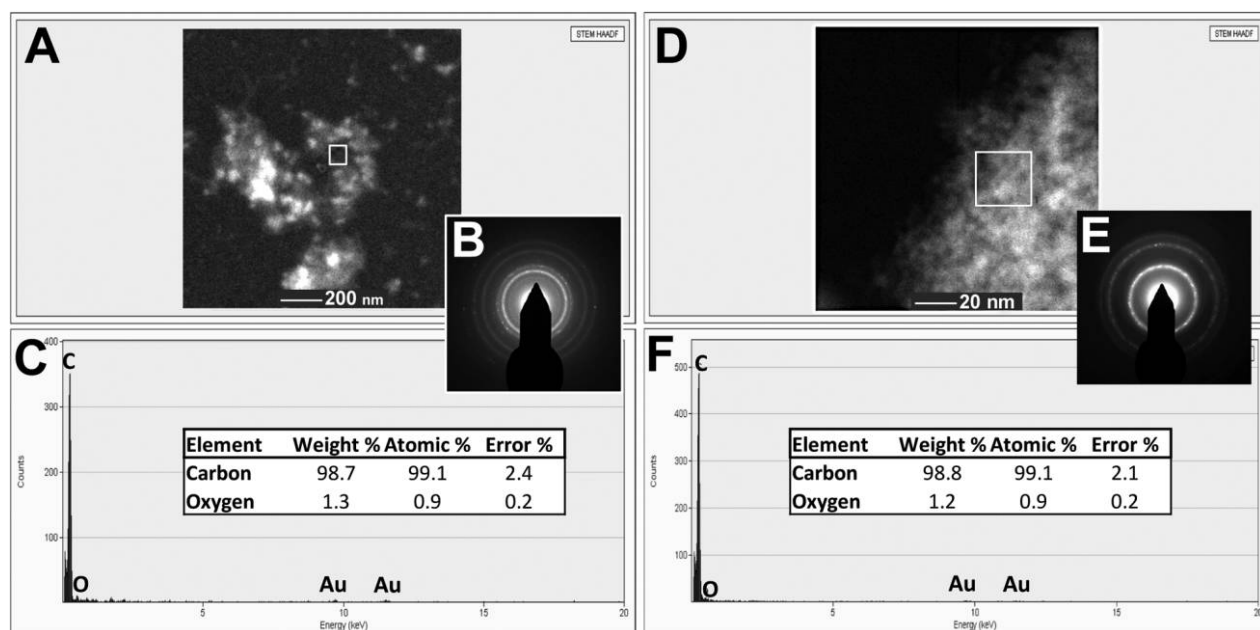 A
STEM HAADF
200 nm
B
C
400
300
200
100
Counts
C
O
Au
Au
Element Weight % Atomic % Error %
Carbon 98.7 99.1 2.4
Oxygen 1.3 0.9 0.2
5
10
15
20
Energy (keV)
D
STEM HAADF
20 nm
E
F
500
400
300
200
100
Counts
C
O
Au
Au
Element Weight % Atomic % Error %
Carbon 98.8 99.1 2.1
Oxygen 1.2 0.9 0.2
5
10
15
20
Energy (keV)